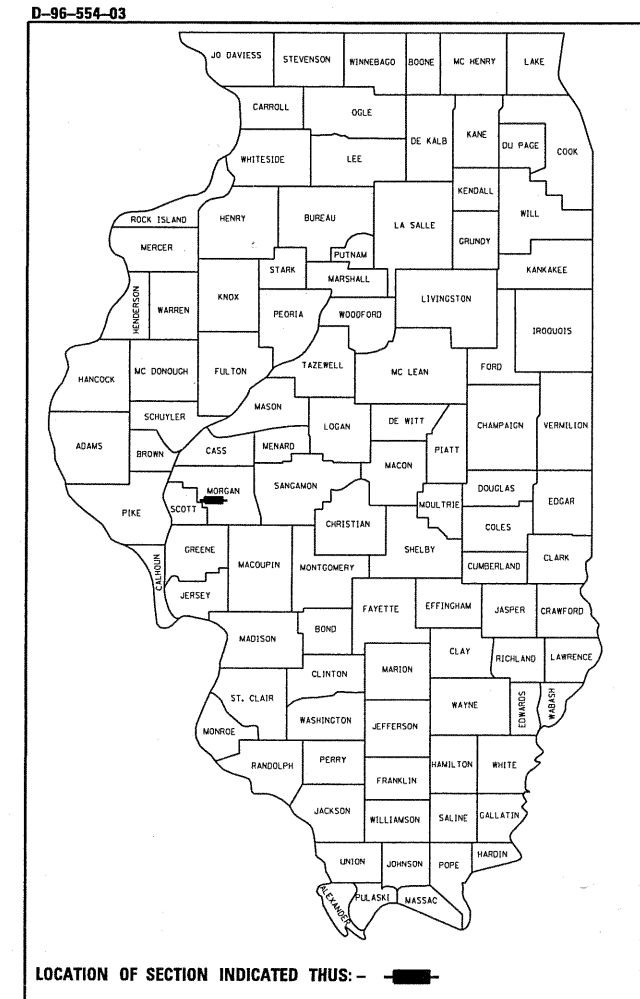 D-96-554-03
JO DAVIESS STEVENSON WINNEBAGO BOONE MC HENRY LAKE
CARROLL OGLE DE KALB KANE DU PAGE COOK
WHITESIDE LEE
KENDALL
ROCK ISLAND HENRY BUREAU LA SALLE WILL
MERCER PUTNAM GRUNDY
STARK MARSHALL KANKAKEE
HENDERSON WARREN KNOX PEORIA WOODFORD LIVINGSTON IROQUOIS
HANCOCK MC DONOUGH FULTON TAZEWELL MC LEAN FORD
MASON
SCHUYLER LOGAN DE WITT CHAMPAIGN VERMILION
ADAMS BROWN CASS MENARD PIATT
MACON
MORGAN SANGAMON DOUGLAS
PIKE SCOTT CHRISTIAN MOULTRIE EDGAR
COLES
GREENE MACOUPIN MONTGOMERY SHELBY
CALHOUN CUMBERLAND CLARK
JERSEY FAYETTE EFFINGHAM JASPER CRAWFORD
MADISON BOND
CLINTON MARION CLAY RICHLAND LAWRENCE
ST. CLAIR WAYNE EDWARDS WABASH
MONROE WASHINGTON JEFFERSON
RANDOLPH PERRY HAMILTON WHITE
FRANKLIN
JACKSON WILLIAMSON SALINE GALLATIN
UNION JOHNSON POPE HARDIN
ALEXANDER PULASKI MASSAC
LOCATION OF SECTION INDICATED THUS: -